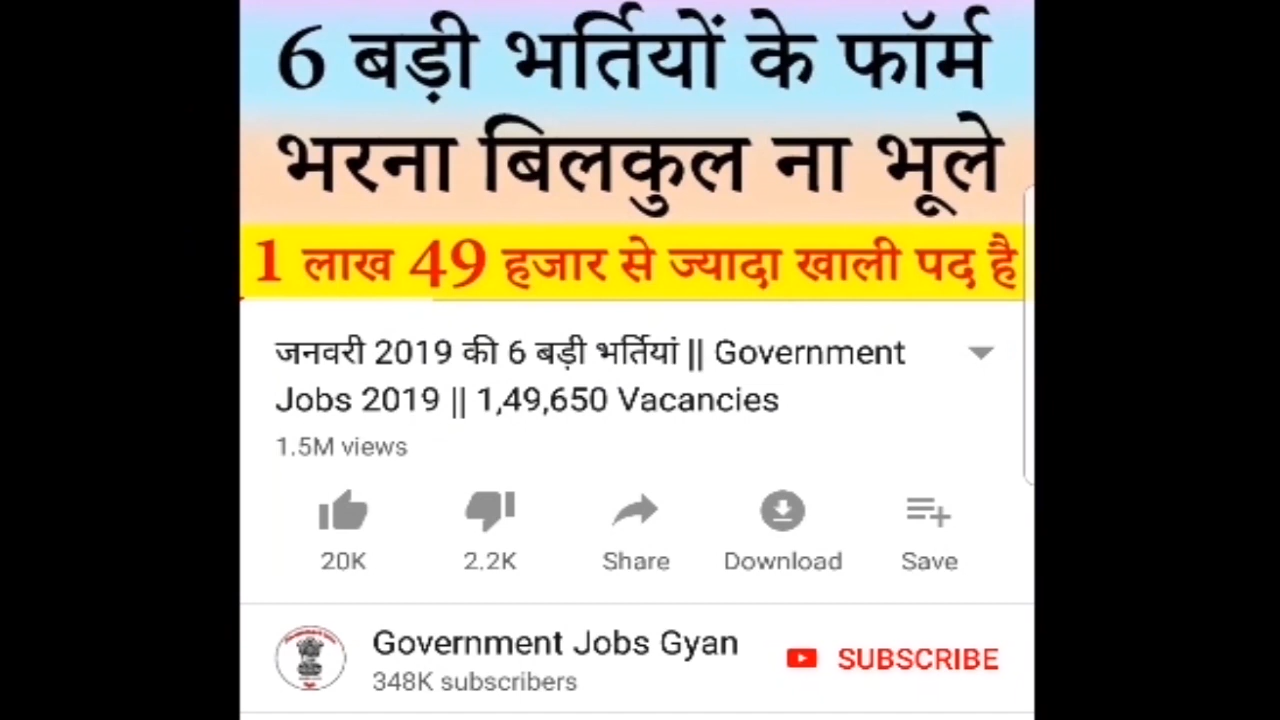 6 बड़ी भर्तियों के फॉर्म
भरना बिलकुल ना भूले
1 लाख 49 हजार से ज्यादा खाली पद है
जनवरी 2019 की 6 बड़ी भर्तियां || Government
Jobs 2019 || 1,49,650 Vacancies
1.5M views
20K 2.2K Share Download Save
Government Jobs Gyan
SUBSCRIBE
348K subscribers